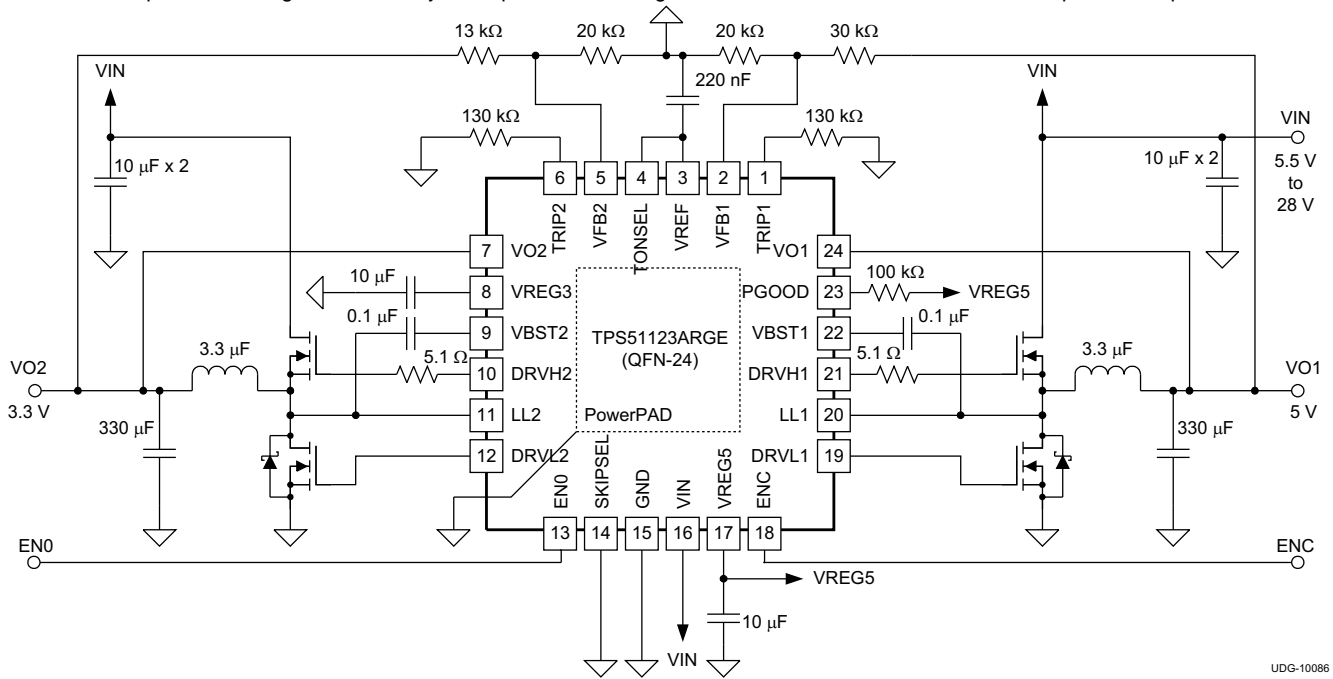 13 kΩ
20 kΩ
20 kΩ
30 kΩ
VIN
220 nF
VIN
VIN
130 kΩ
130 kΩ
10 μF x 2
10 μF x 2
5.5 V
to
28 V
6
5
4
3
2
1
TRIP2
VFB2
TONSEL
VREF
VFB1
TRIP1
7
VO2
VO1
24
10 μF
8
VREG3
PGOOD
23
100 kΩ
VREG5
0.1 μF
9
VBST2
TPS51123ARGE
(QFN-24)
VBST1
22
0.1 μF
VO2
3.3 V
3.3 μF
5.1 Ω
10
DRVH2
DRVH1
21
5.1 Ω
3.3 μF
VO1
5 V
330 μF
11
LL2
PowerPAD
LL1
20
330 μF
12
DRVL2
DRVL1
19
EN0
SKIPSEL
GND
VIN
VREG5
ENC
13
14
15
16
17
18
EN0
ENC
VREG5
10 μF
VIN
UDG-10086